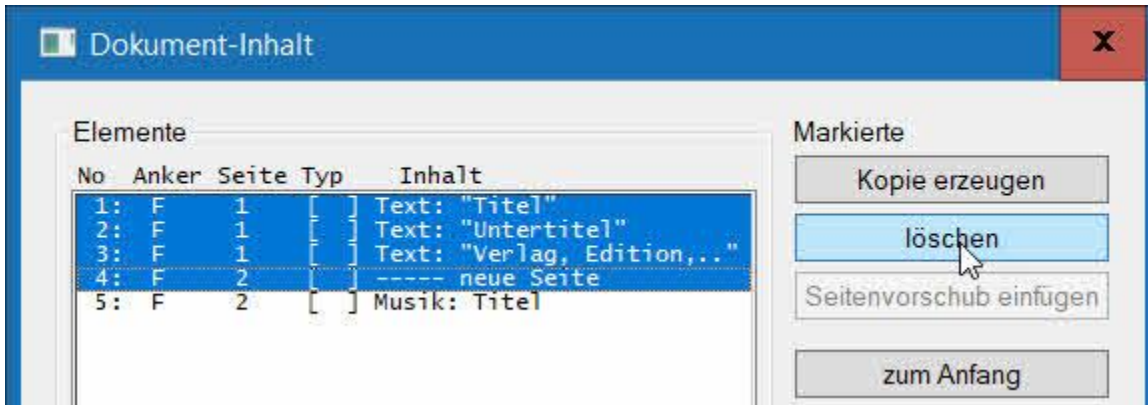 Dokument-Inhalt
x
Elemente
No Anker Seite Typ Inhalt
1: F 1 [ ] Text: "Titel"
2: F 1 [ ] Text: "Untertitel"
3: F 1 [ ] Text: "Verlag, Edition,.."
4: F 2 [ ] ----- neue Seite
5: F 2 [ ] Musik: Titel
Markierte
Kopie erzeugen
löschen
Seitenvorschub einfügen
zum Anfang